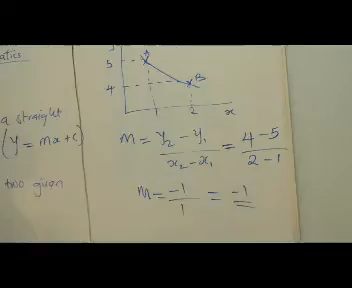 atics
a straight
(y = mx + c)
two given
5
A
4
B
1 2 x
m = y₂ - y₁ / x₂ - x₁ = 4 - 5 / 2 - 1
m = -1 / 1 = -1